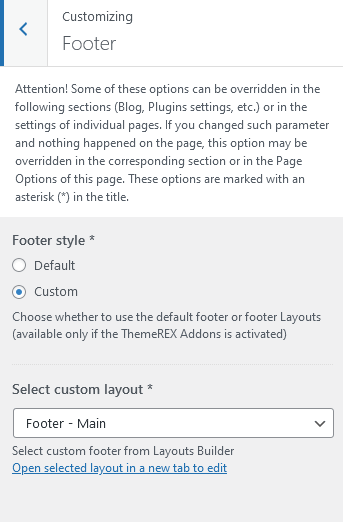 Customizing
Footer
Attention! Some of these options can be overridden in the
following sections (Blog, Plugins settings, etc.) or in the
settings of individual pages. If you changed such parameter
and nothing happened on the page, this option may be
overridden in the corresponding section or in the Page
Options of this page. These options are marked with an
asterisk (*) in the title.
Footer style *
Default
Custom
Choose whether to use the default footer or footer Layouts
(available only if the ThemeREX Addons is activated)
Select custom layout *
Footer - Main
Select custom footer from Layouts Builder
Open selected layout in a new tab to edit